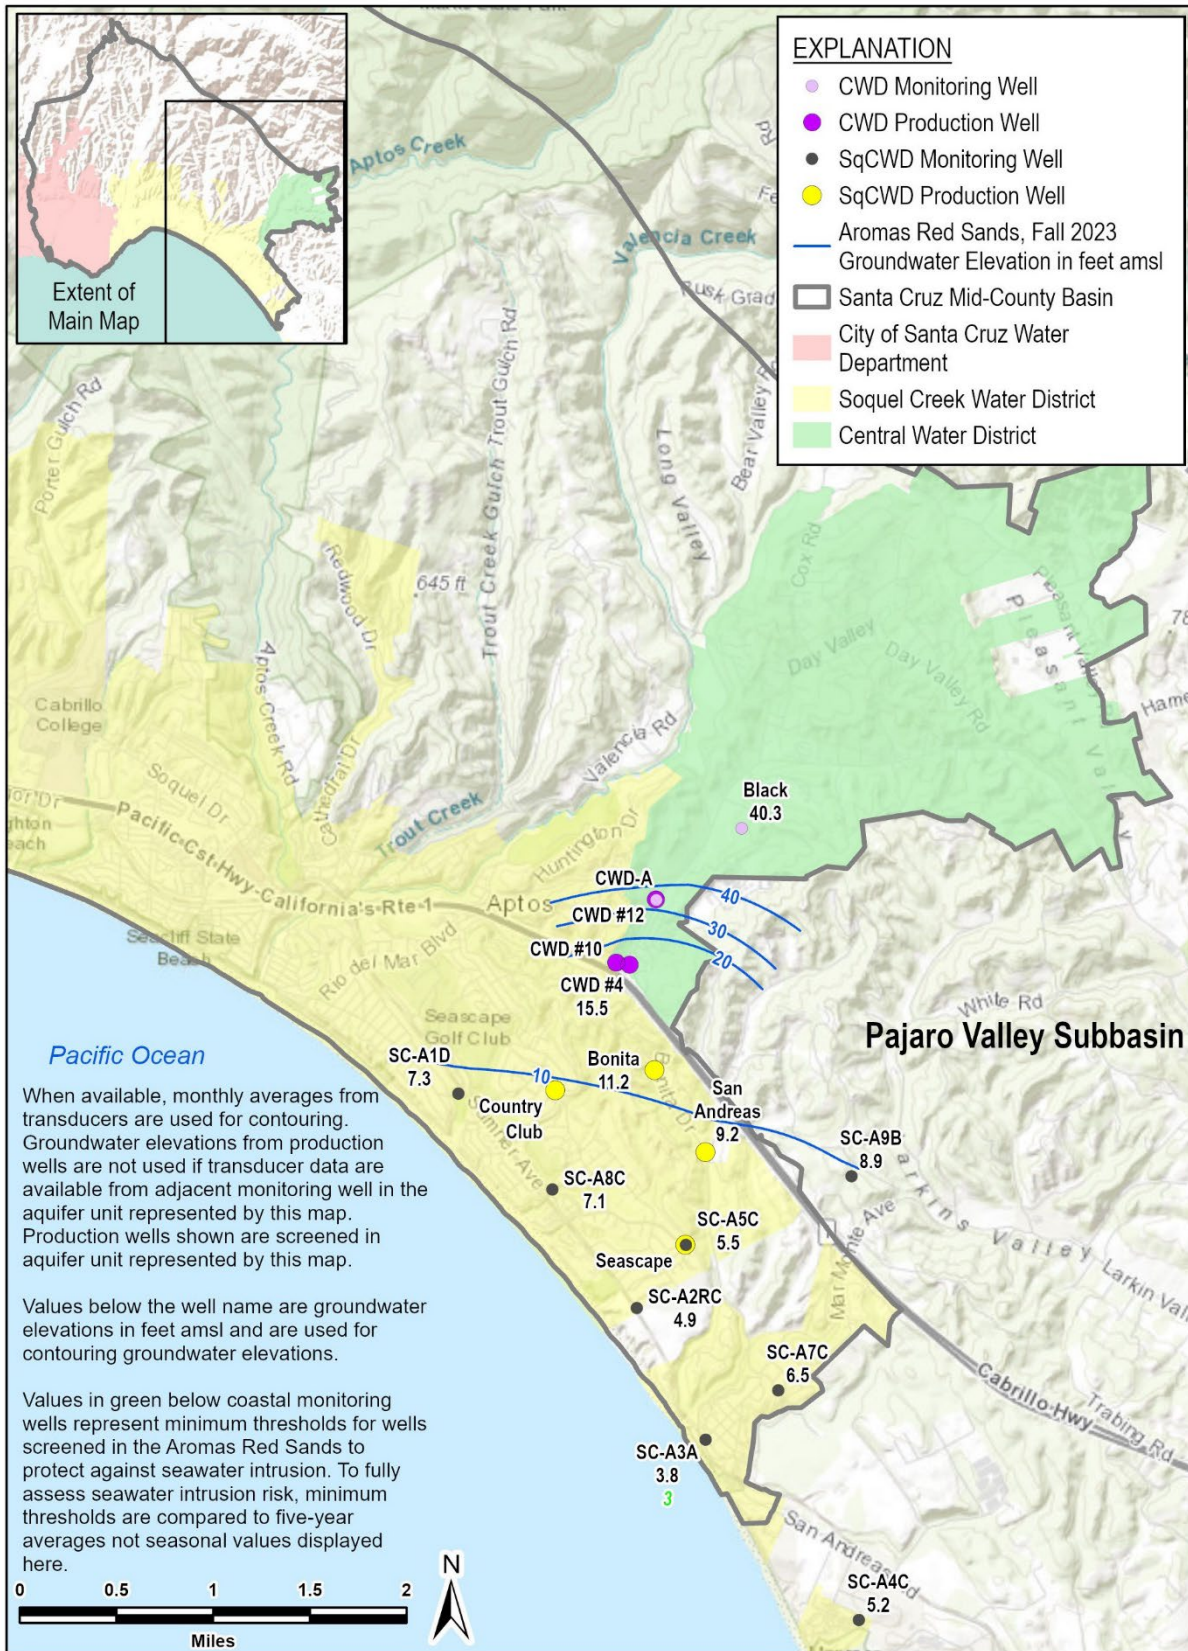 EXPLANATION
CWD Monitoring Well
CWD Production Well
SqCWD Monitoring Well
SqCWD Production Well
Aromas Red Sands, Fall 2023
Groundwater Elevation in feet amsl
Santa Cruz Mid-County Basin
City of Santa Cruz Water
Department
Soquel Creek Water District
Central Water District
Extent of
Main Map
Aptos Creek
Valencia Creek
Porter Gulch Rd
Trout Creek Gulch
Trout Gulch Rd
Long Valley
Bear Valley Rd
Cox Rd
Redwood Dr
645 ft
Day Valley
Day Valley Rd
Pleasant Valley
Aptos Creek Rd
Cathedral Dr
Valencia Rd
Cabrillo
College
Soquel Dr
Trout Creek
Huntington Dr
Pacific Cst Hwy-California's Rte 1
Aptos
Seacliff State
Beach
Rio del Mar Blvd
Black
40.3
CWD-A
40
CWD #12
30
CWD #10
20
CWD #4
15.5
White Rd
Pajaro Valley Subbasin
Seascape
Golf Club
Pacific Ocean
SC-A1D
7.3
10
Bonita
11.2
Bonita Dr
Country
Club
San
Andreas
9.2
SC-A9B
8.9
Sumner Ave
SC-A8C
7.1
SC-A5C
5.5
Seascape
Mar Monte Ave
Larkins Valley
SC-A2RC
4.9
SC-A7C
6.5
Cabrillo Hwy
Trabing Rd
SC-A3A
3.8
3
San Andreas Rd
SC-A4C
5.2
When available, monthly averages from
transducers are used for contouring.
Groundwater elevations from production
wells are not used if transducer data are
available from adjacent monitoring well in the
aquifer unit represented by this map.
Production wells shown are screened in
aquifer unit represented by this map.
Values below the well name are groundwater
elevations in feet amsl and are used for
contouring groundwater elevations.
Values in green below coastal monitoring
wells represent minimum thresholds for wells
screened in the Aromas Red Sands to
protect against seawater intrusion. To fully
assess seawater intrusion risk, minimum
thresholds are compared to five-year
averages not seasonal values displayed
here.
N
0 0.5 1 2
Miles